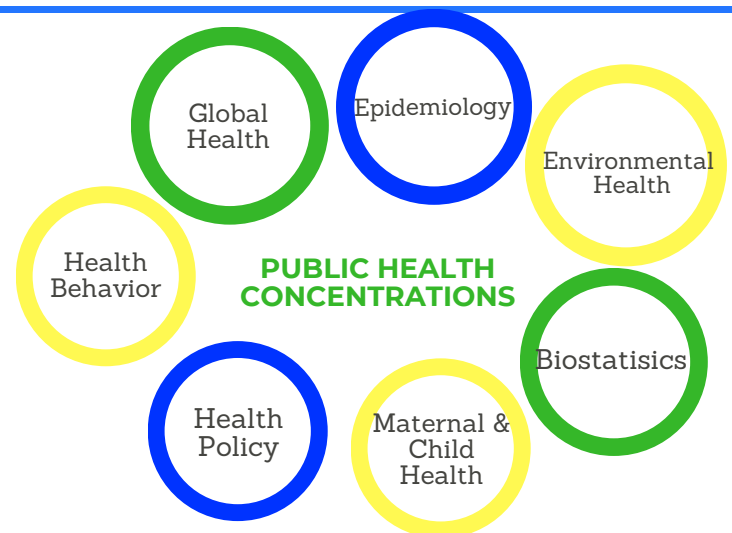 Global
Health
Epidemiology
Environmental
Health
Health
Behavior
PUBLIC HEALTH
CONCENTRATIONS
Biostatisics
Health
Policy
Maternal &
Child
Health